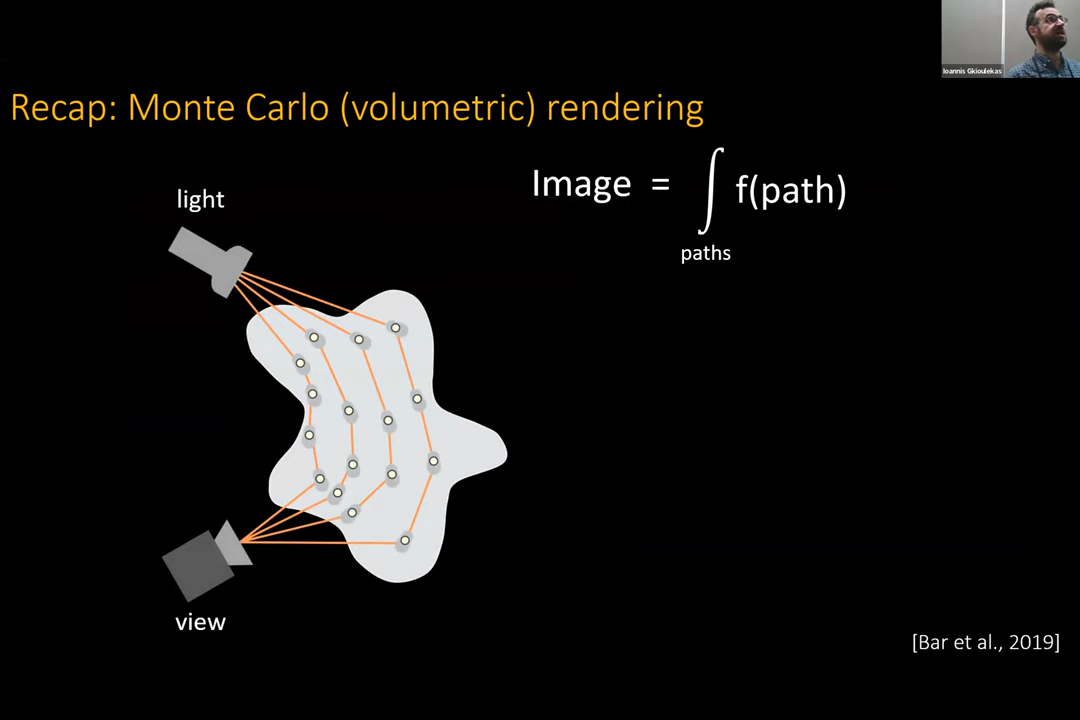 Ioannis Gkioulekas
Recap: Monte Carlo (volumetric) rendering
Image = ∫ f(path)
paths
light
view
[Bar et al., 2019]